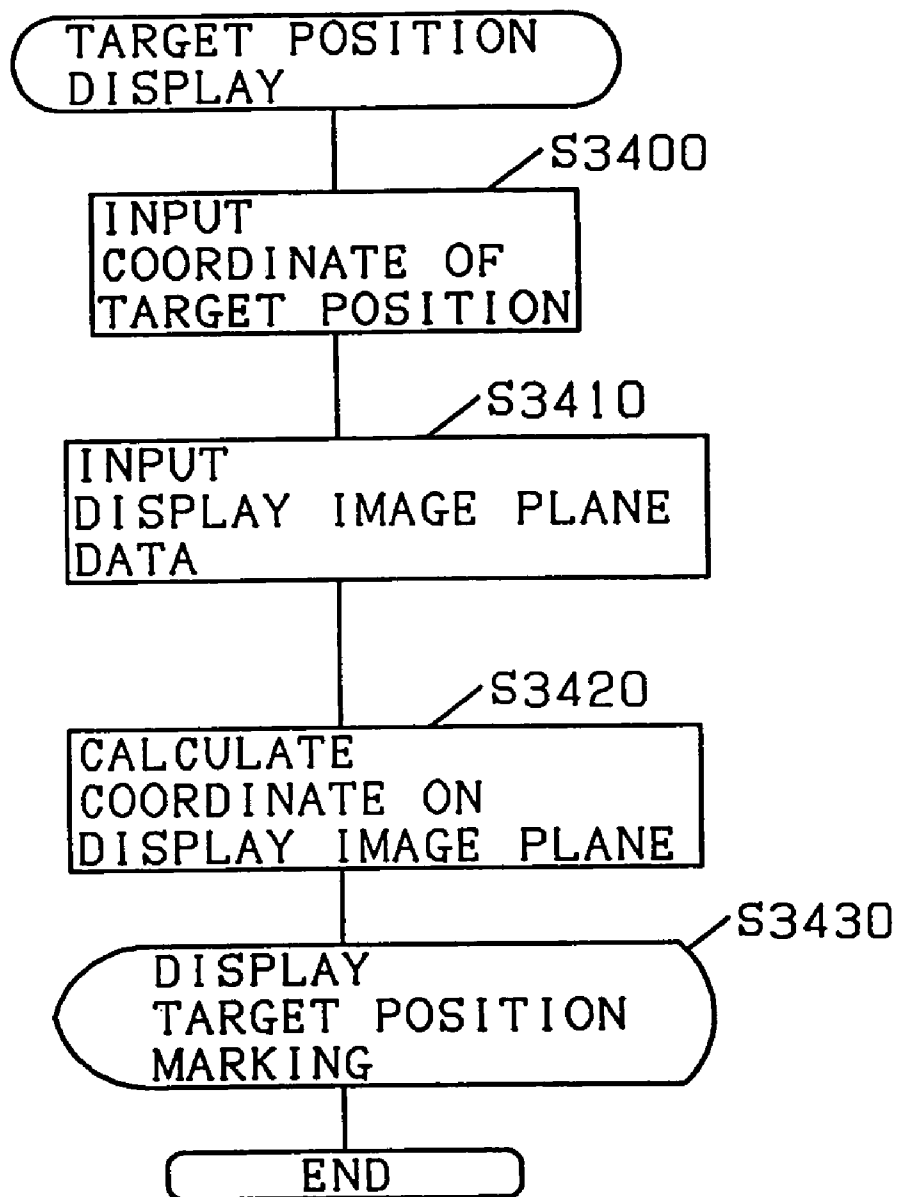 TARGET POSITION
DISPLAY
S3400
INPUT
COORDINATE OF
TARGET POSITION
S3410
INPUT
DISPLAY IMAGE PLANE
DATA
S3420
CALCULATE
COORDINATE ON
DISPLAY IMAGE PLANE
S3430
DISPLAY
TARGET POSITION
MARKING
END